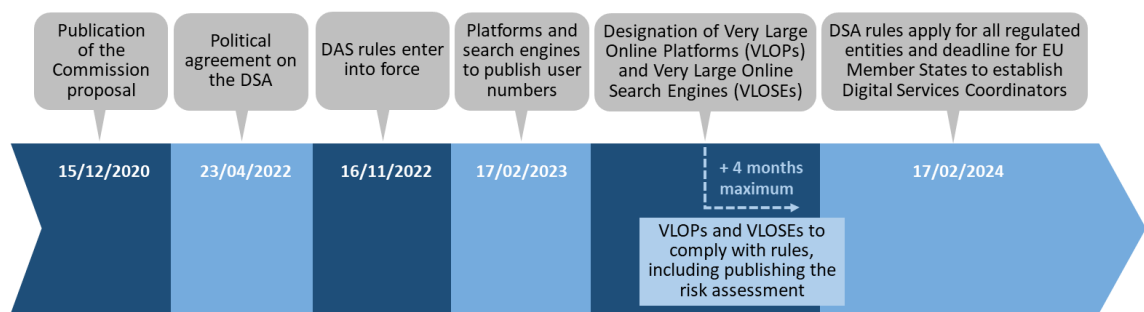 Publication
of the
Commission
proposal
Political
agreement on
the DSA
DAS rules enter
into force
Platforms and
search engines
to publish user
numbers
Designation of Very Large
Online Platforms (VLOPs)
and Very Large Online
Search Engines (VLOSEs)
DSA rules apply for all regulated
entities and deadline for EU
Member States to establish
Digital Services Coordinators
15/12/2020
23/04/2022
16/11/2022
17/02/2023
+ 4 months
maximum
17/02/2024
VLOPs and VLOSEs to
comply with rules,
including publishing the
risk assessment